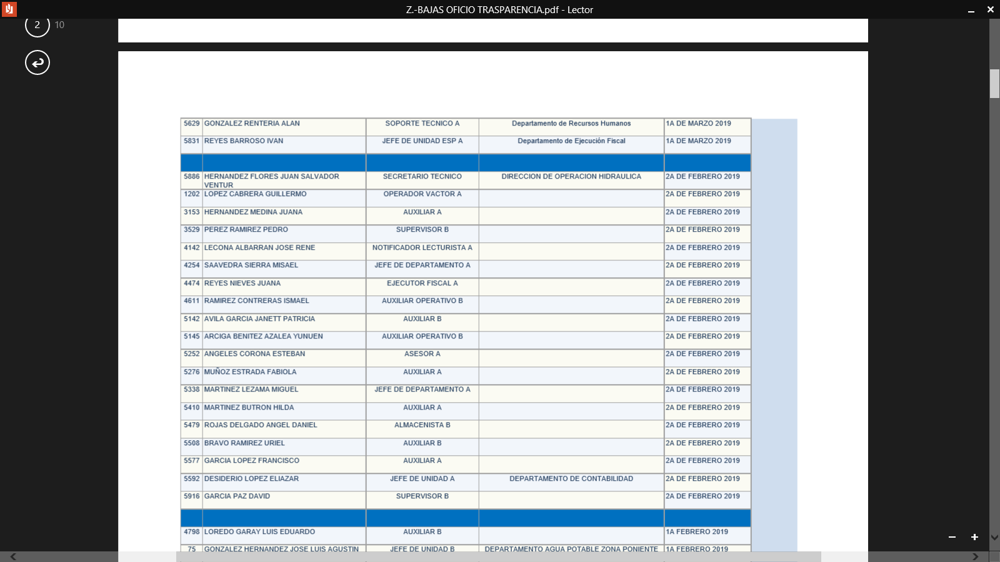 Z.-BAJAS OFICIO TRASPARENCIA.pdf - Lector
2 10
5629 GONZALEZ RENTERIA ALAN SOPORTE TECNICO A Departamento de Recursos Humanos 1A DE MARZO 2019
5831 REYES BARROSO IVAN JEFE DE UNIDAD ESP A Departamento de Ejecución Fiscal 1A DE MARZO 2019
5886 HERNANDEZ FLORES JUAN SALVADOR SECRETARIO TECNICO DIRECCION DE OPERACION HIDRAULICA 2A DE FEBRERO 2019
VENTUR
1202 LOPEZ CABRERA GUILLERMO OPERADOR VACTOR A 2A DE FEBRERO 2019
3153 HERNANDEZ MEDINA JUANA AUXILIAR A 2A DE FEBRERO 2019
3529 PEREZ RAMIREZ PEDRO SUPERVISOR B 2A DE FEBRERO 2019
4142 LECONA ALBARRAN JOSE RENE NOTIFICADOR LECTURISTA A 2A DE FEBRERO 2019
4254 SAAVEDRA SIERRA MISAEL JEFE DE DEPARTAMENTO A 2A DE FEBRERO 2019
4474 REYES NIEVES JUANA EJECUTOR FISCAL A 2A DE FEBRERO 2019
4611 RAMIREZ CONTRERAS ISMAEL AUXILIAR OPERATIVO B 2A DE FEBRERO 2019
5142 AVILA GARCIA JANETT PATRICIA AUXILIAR B 2A DE FEBRERO 2019
5145 ARCIGA BENITEZ AZALEA YUNUEN AUXILIAR OPERATIVO B 2A DE FEBRERO 2019
5252 ANGELES CORONA ESTEBAN ASESOR A 2A DE FEBRERO 2019
5276 MUÑOZ ESTRADA FABIOLA AUXILIAR A 2A DE FEBRERO 2019
5338 MARTINEZ LEZAMA MIGUEL JEFE DE DEPARTAMENTO A 2A DE FEBRERO 2019
5410 MARTINEZ BUTRON HILDA AUXILIAR A 2A DE FEBRERO 2019
5479 ROJAS DELGADO ANGEL DANIEL ALMACENISTA B 2A DE FEBRERO 2019
5508 BRAVO RAMIREZ URIEL AUXILIAR B 2A DE FEBRERO 2019
5577 GARCIA LOPEZ FRANCISCO AUXILIAR A 2A DE FEBRERO 2019
5592 DESIDERIO LOPEZ ELIAZAR JEFE DE UNIDAD A DEPARTAMENTO DE CONTABILIDAD 2A DE FEBRERO 2019
5916 GARCIA PAZ DAVID SUPERVISOR B 2A DE FEBRERO 2019
4798 LOREDO GARAY LUIS EDUARDO AUXILIAR B 1A FEBRERO 2019
75 GONZALEZ HERNANDEZ JOSE LUIS AGUSTIN JEFE DE UNIDAD B DEPARTAMENTO AGUA POTABLE ZONA PONIENTE 1A FEBRERO 2019